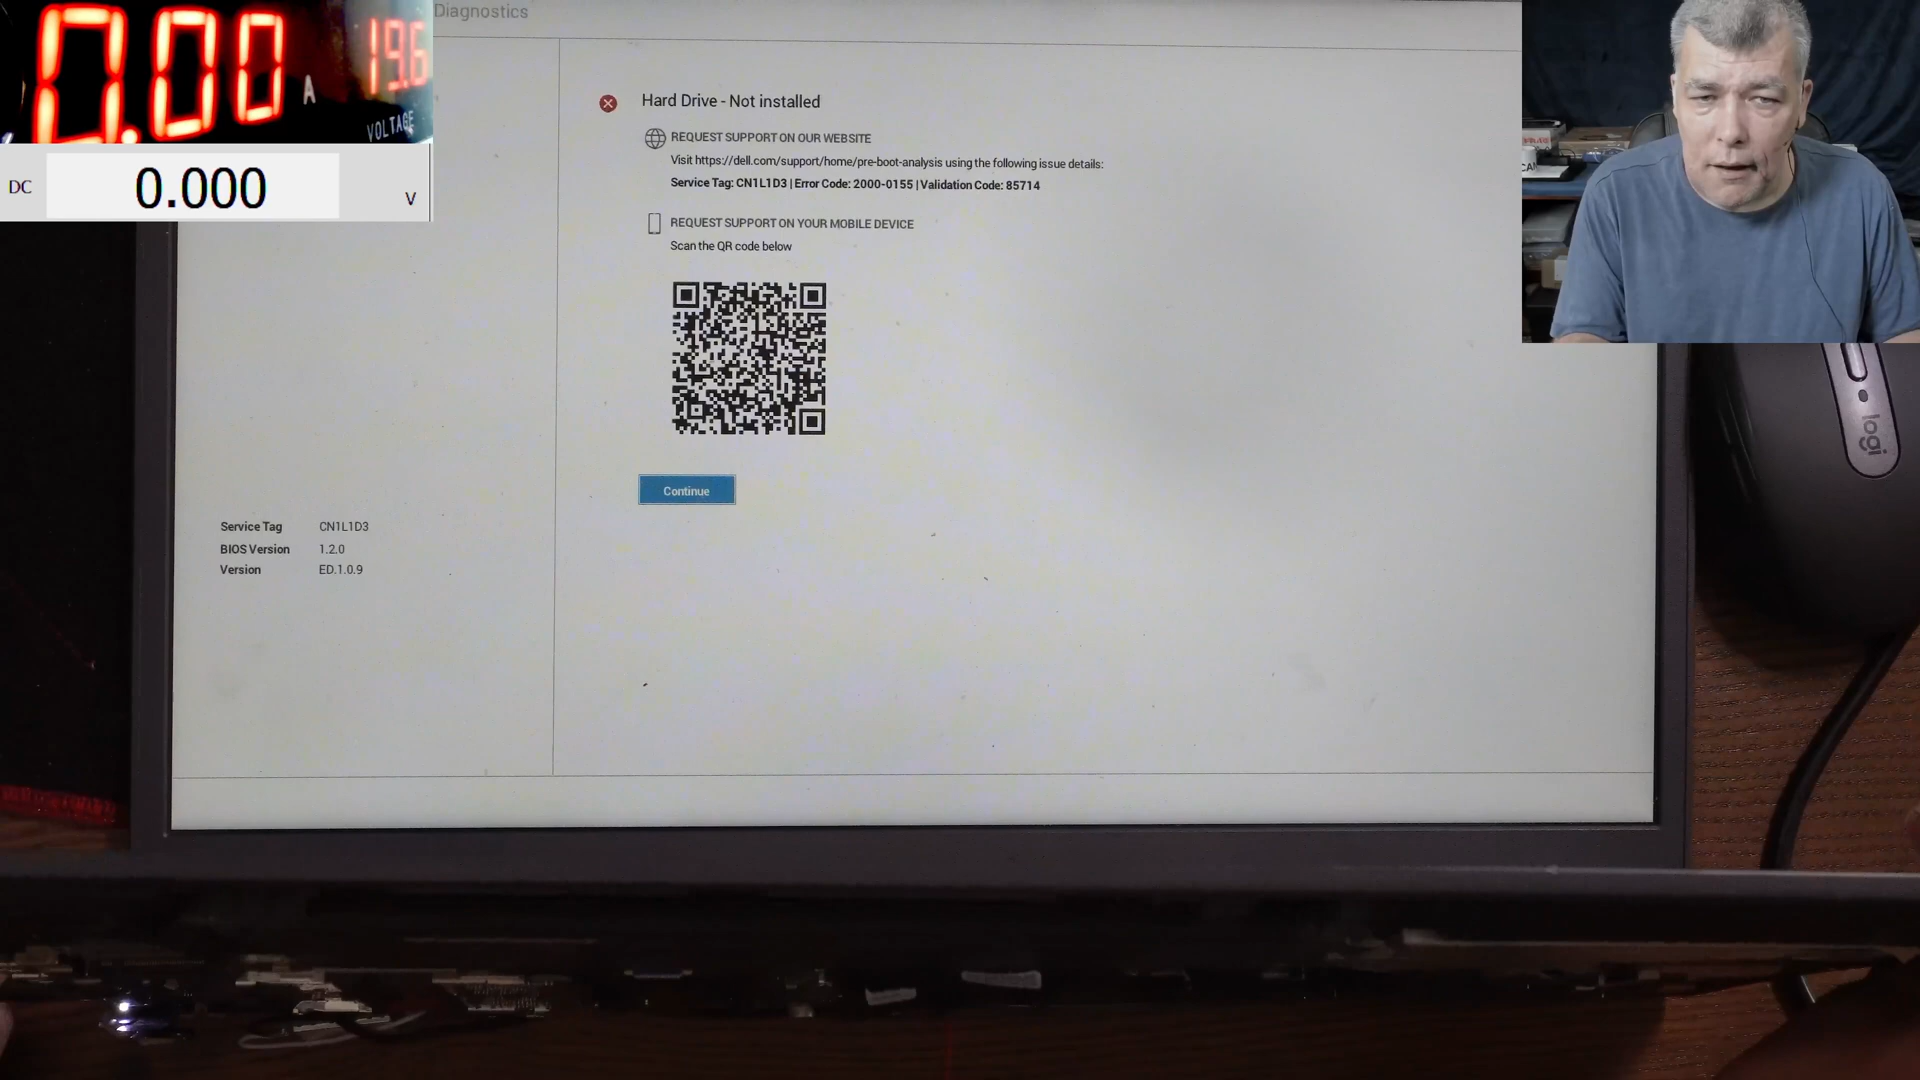 Diagnostics
0.00 A 19.6
VOLTAGE
DC 0.000 V
Hard Drive - Not installed
REQUEST SUPPORT ON OUR WEBSITE
Visit https://dell.com/support/home/pre-boot-analysis using the following issue details:
Service Tag: CN1L1D3 | Error Code: 2000-0155 | Validation Code: 85714
REQUEST SUPPORT ON YOUR MOBILE DEVICE
Scan the QR code below
Continue
Service Tag CN1L1D3
BIOS Version 1.2.0
Version ED.1.0.9
logi